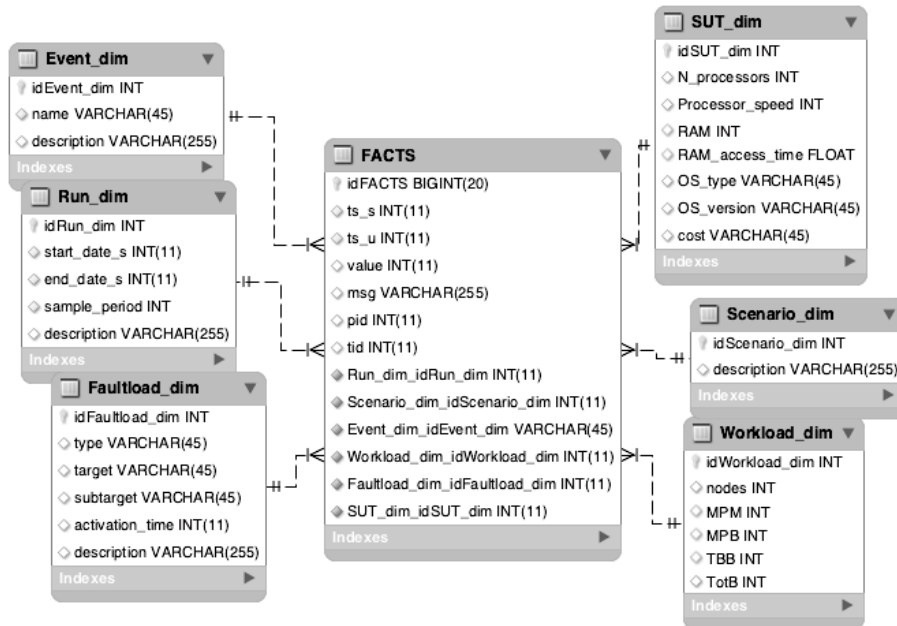 Event_dim
idEvent_dim INT
name VARCHAR(45)
description VARCHAR(255)
Indexes
Run_dim
idRun_dim INT
start_date_s INT(11)
end_date_s INT(11)
sample_period INT
description VARCHAR(255)
Indexes
Faultload_dim
idFaultload_dim INT
type VARCHAR(45)
target VARCHAR(45)
subtarget VARCHAR(45)
activation_time INT(11)
description VARCHAR(255)
Indexes
FACTS
idFACTS BIGINT(20)
ts_s INT(11)
ts_u INT(11)
value INT(11)
msg VARCHAR(255)
pid INT(11)
tid INT(11)
Run_dim_idRun_dim INT(11)
Scenario_dim_idScenario_dim INT(11)
Event_dim_idEvent_dim VARCHAR(45)
Workload_dim_idWorkload_dim INT(11)
Faultload_dim_idFaultload_dim INT(11)
SUT_dim_idSUT_dim INT(11)
Indexes
SUT_dim
idSUT_dim INT
N_processors INT
Processor_speed INT
RAM INT
RAM_access_time FLOAT
OS_type VARCHAR(45)
OS_version VARCHAR(45)
cost VARCHAR(45)
Indexes
Scenario_dim
idScenario_dim INT
description VARCHAR(255)
Indexes
Workload_dim
idWorkload_dim INT
nodes INT
MPM INT
MPB INT
TBB INT
TotB INT
Indexes